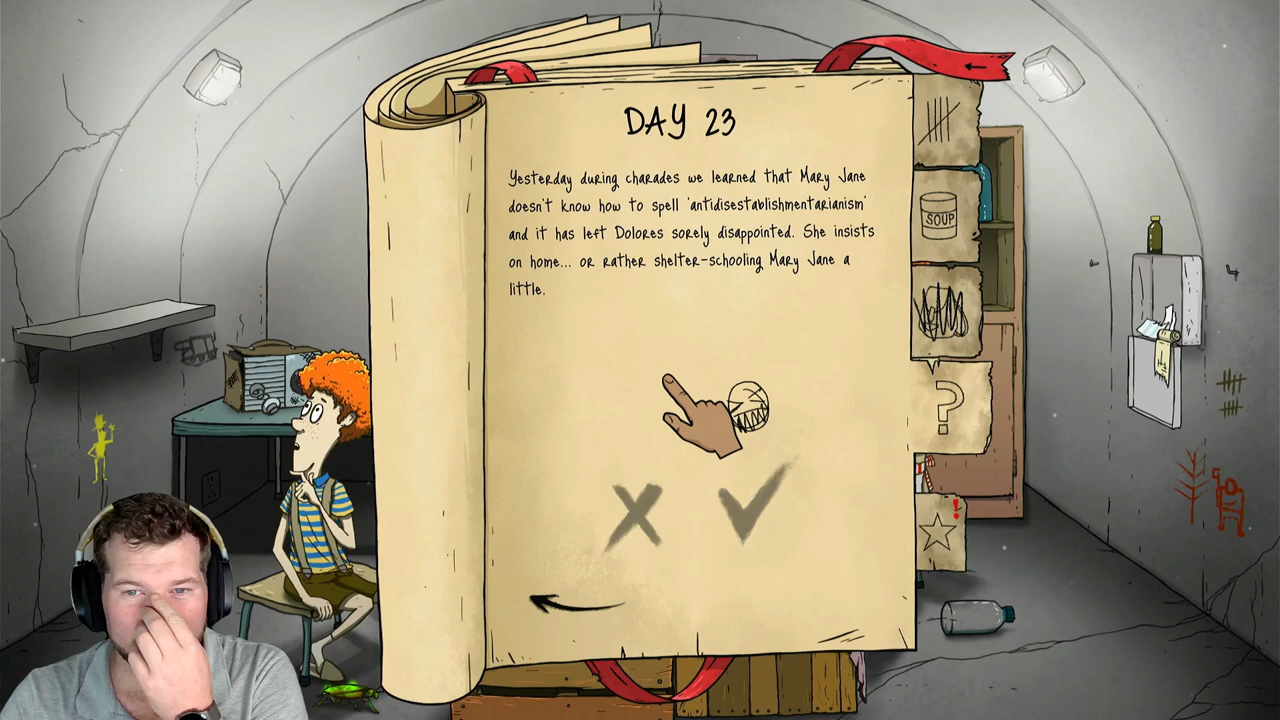 DAY 23
Yesterday during charades we learned that Mary Jane
doesn't know how to spell 'antidisestablishmentarianism'
and it has left Dolores sorely disappointed. She insists
on home... or rather shelter-schooling Mary Jane a
little.
SOUP
?
!